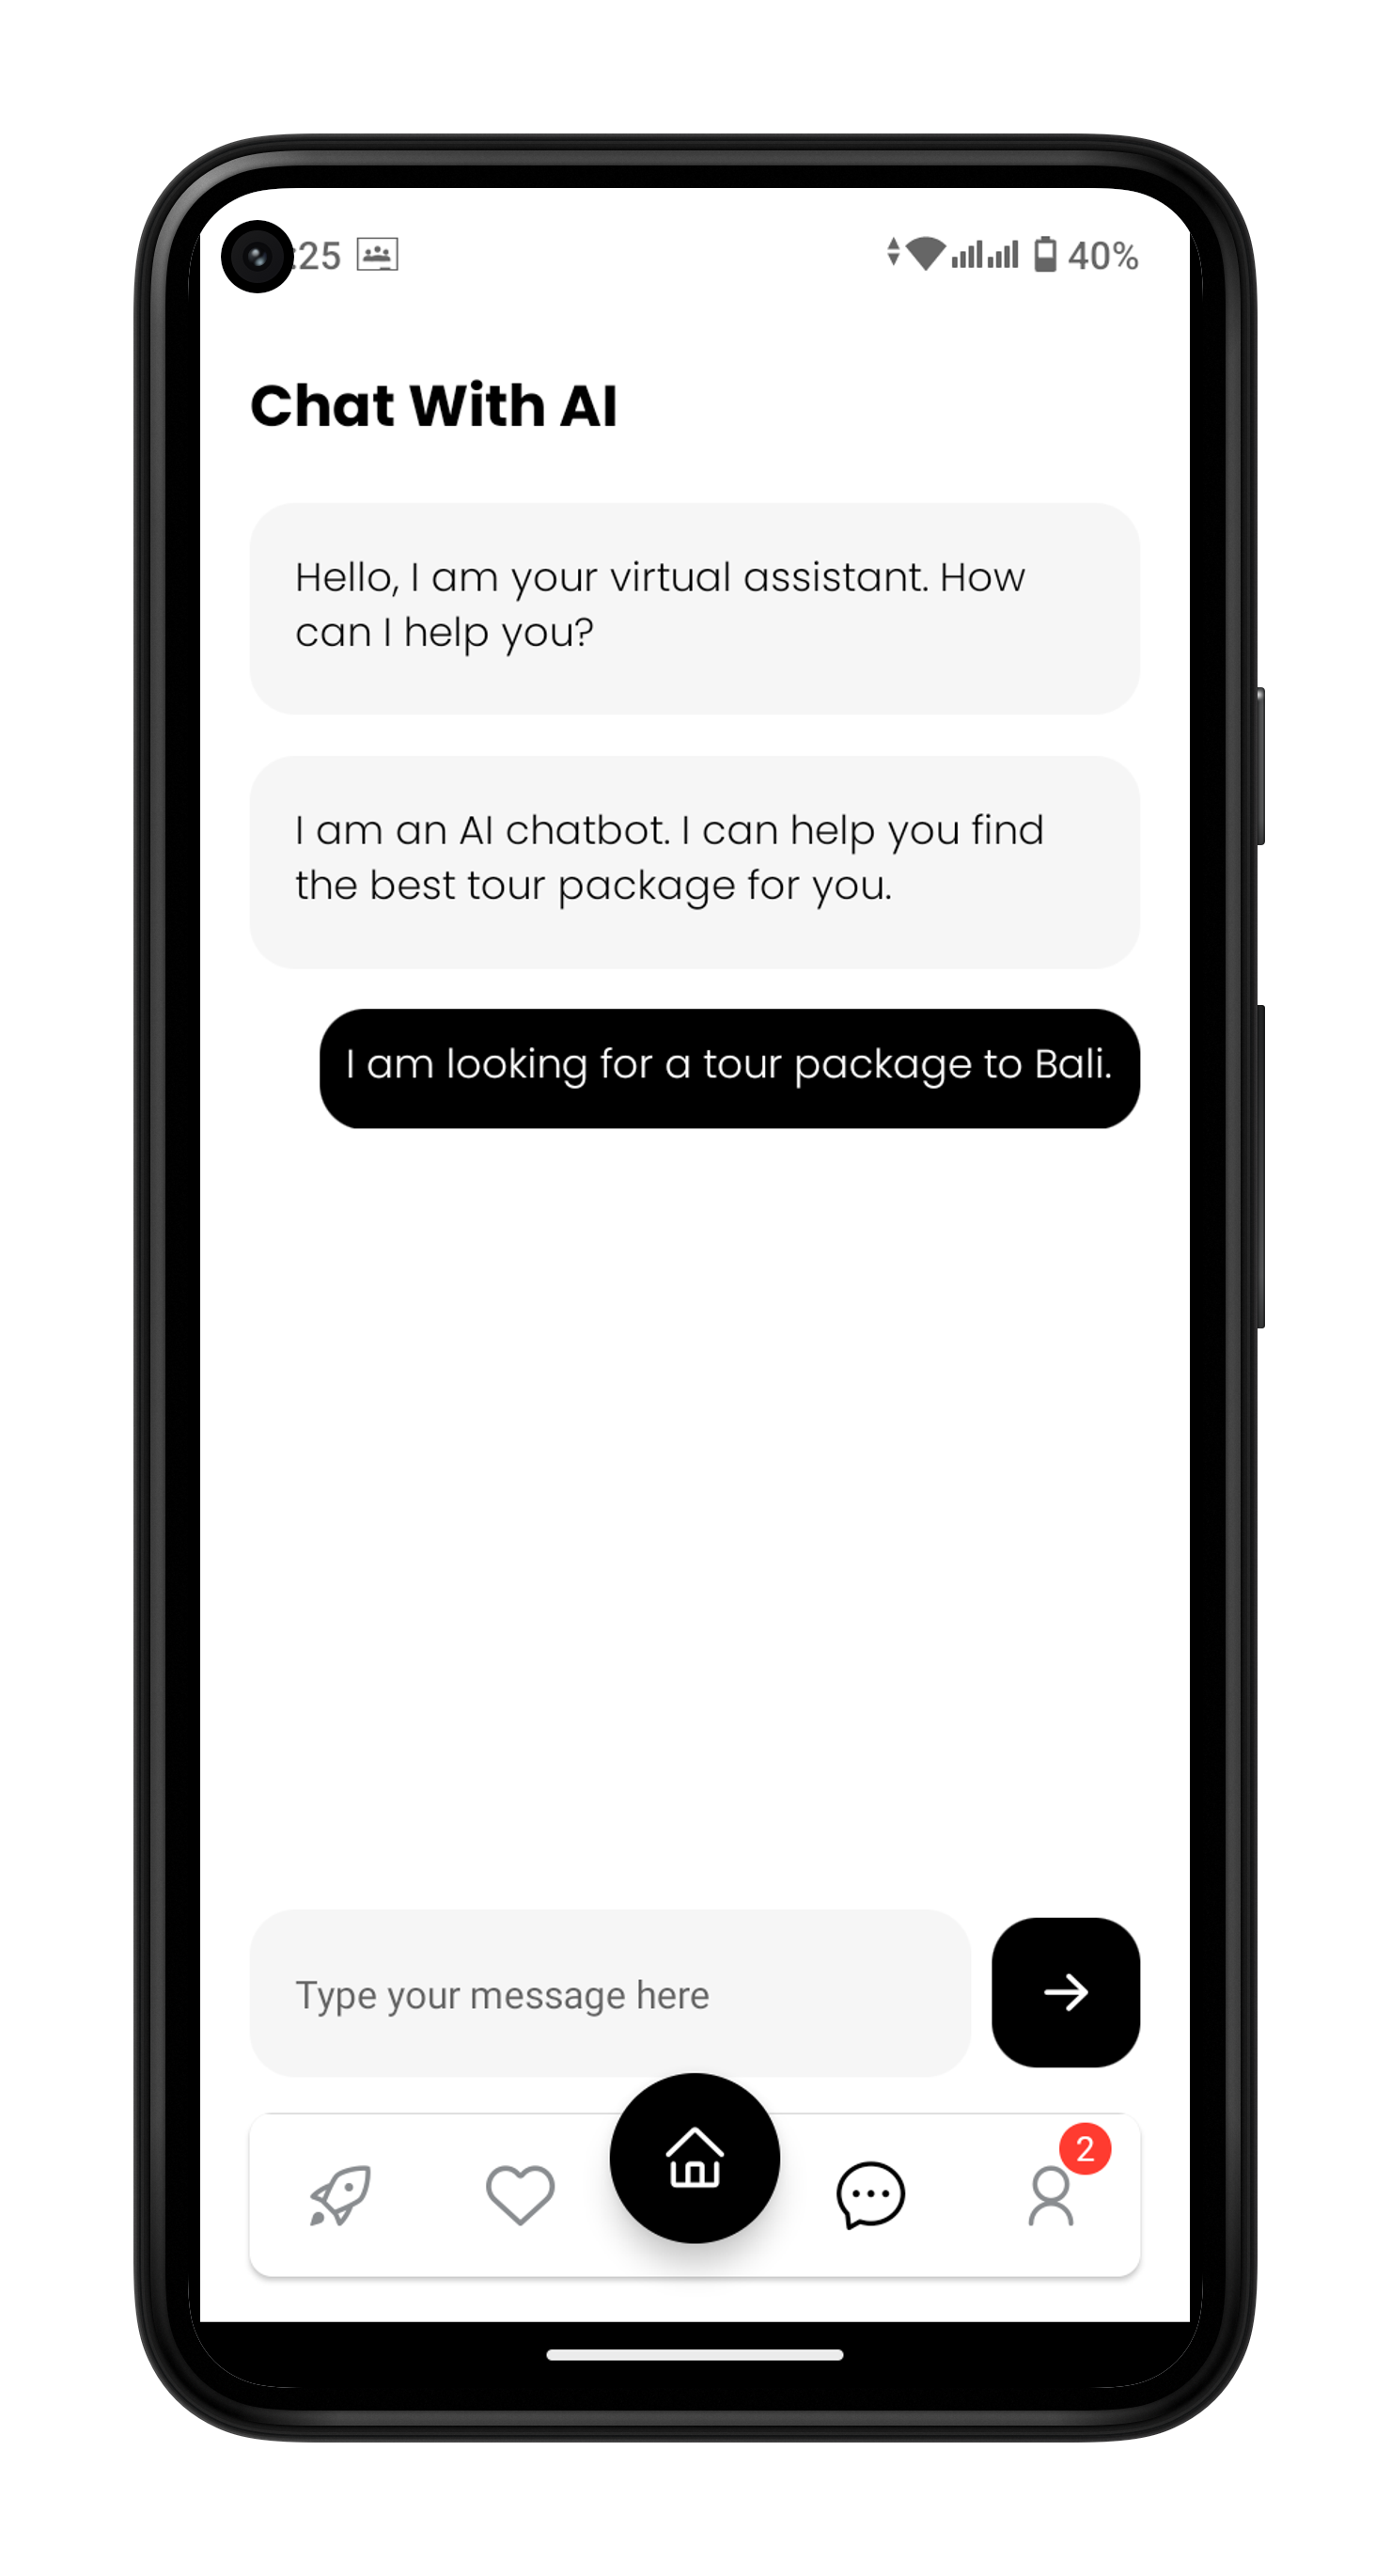 :25
40%
Chat With AI
Hello, I am your virtual assistant. How
can I help you?
I am an AI chatbot. I can help you find
the best tour package for you.
I am looking for a tour package to Bali.
Type your message here
2